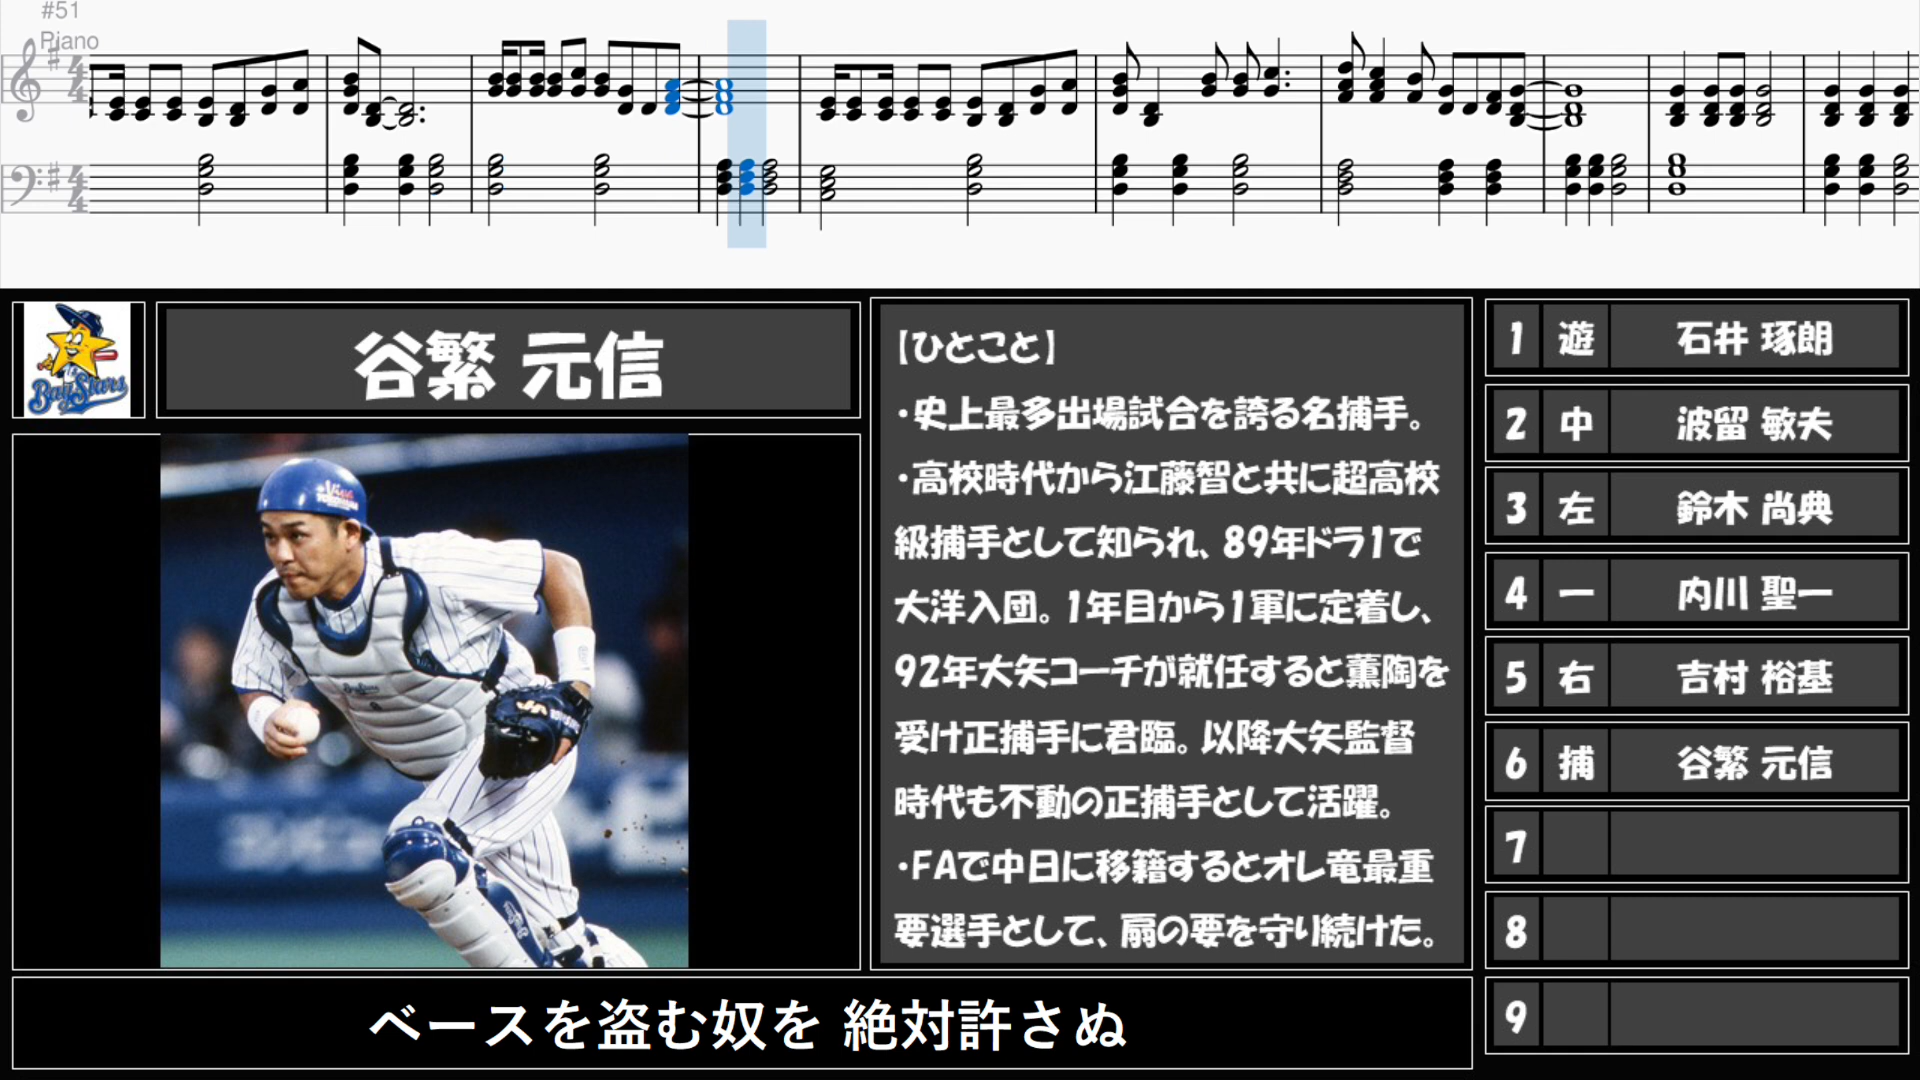 #51
Piano
BayStars
谷繁 元信
【ひとこと】
・史上最多出場試合を誇る名捕手。
・高校時代から江藤智と共に超高校
級捕手として知られ、89年ドラ1で
大洋入団。1年目から1軍に定着し、
92年大矢コーチが就任すると薫陶を
受け正捕手に君臨。以降大矢監督
時代も不動の正捕手として活躍。
・FAで中日に移籍するとオレ竜最重
要選手として、扇の要を守り続けた。
1 遊 石井 琢朗
2 中 波留 敏夫
3 左 鈴木 尚典
4 一 内川 聖一
5 右 吉村 裕基
6 捕 谷繁 元信
7
8
9
ベースを盗む奴を 絶対許さぬ